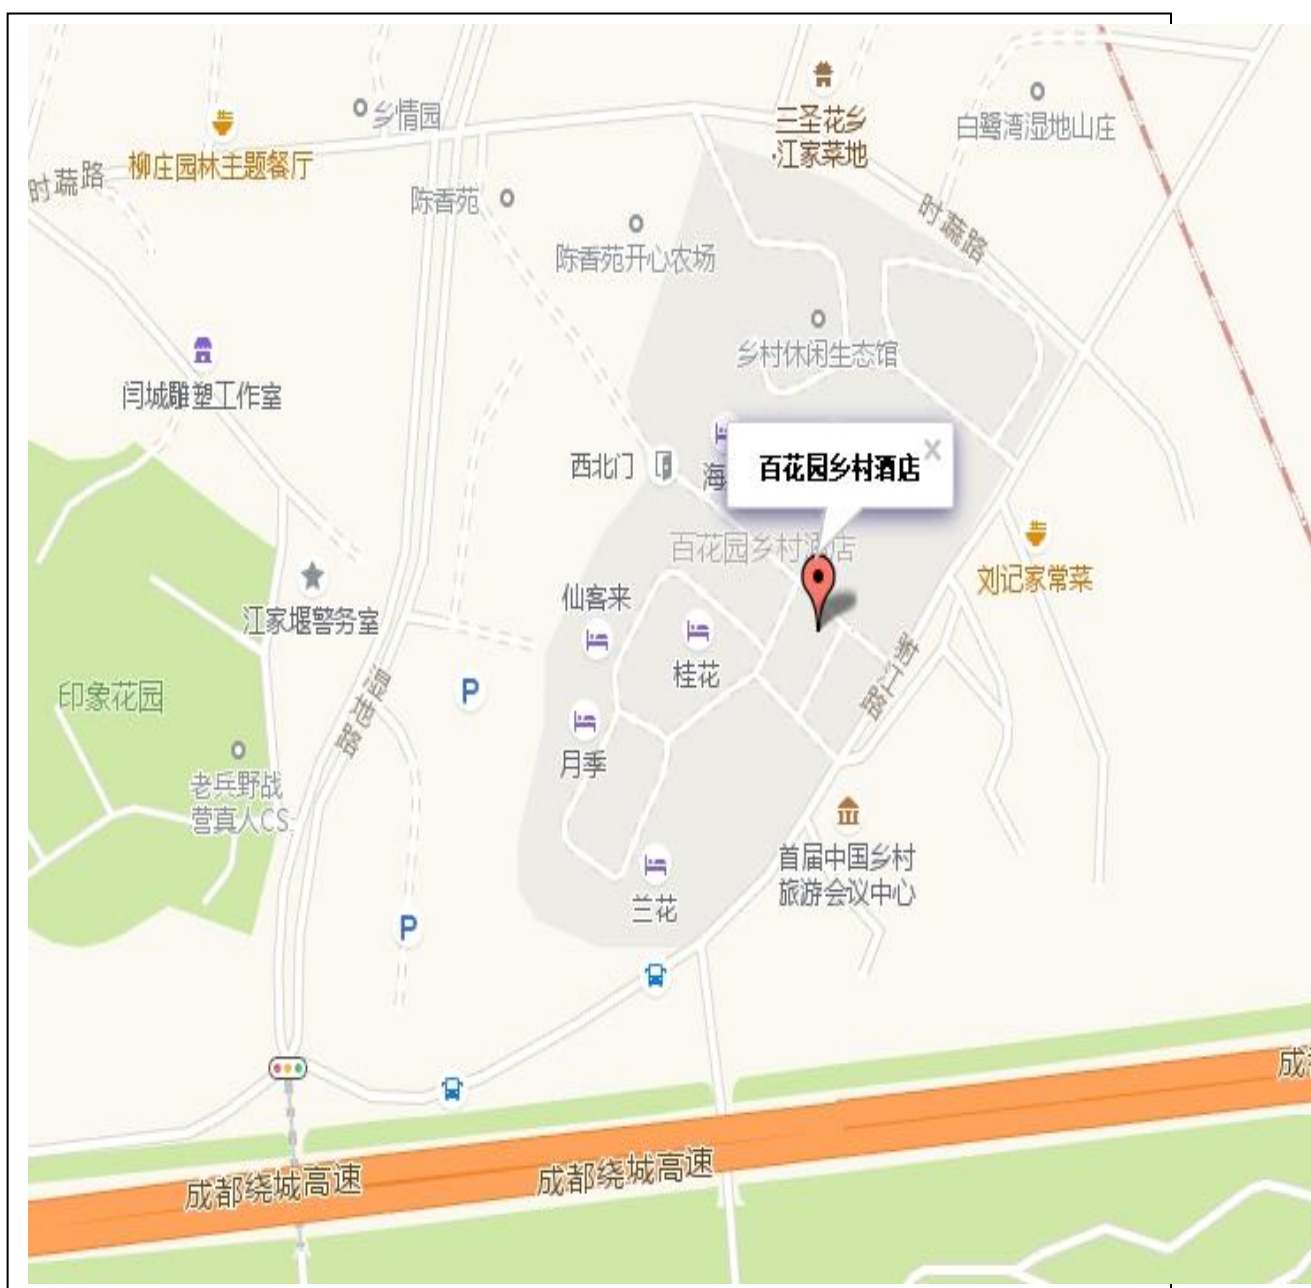 乡情园
三圣花乡
·江家菜地
白鹭湾湿地山庄
柳庄园林主题餐厅
时蔬路
陈香苑
时蔬路
陈香苑开心农场
乡村休闲生态馆
闫城雕塑工作室
西北门
海
百花园乡村酒店
×
百花园乡村酒店
刘记家常菜
仙客来
江家堰警务室
桂花
驸江路
印象花园
P
湿地路
月季
老兵野战
营真人CS
首届中国乡村
旅游会议中心
兰花
P
成都绕城高速
成都绕城高速
成